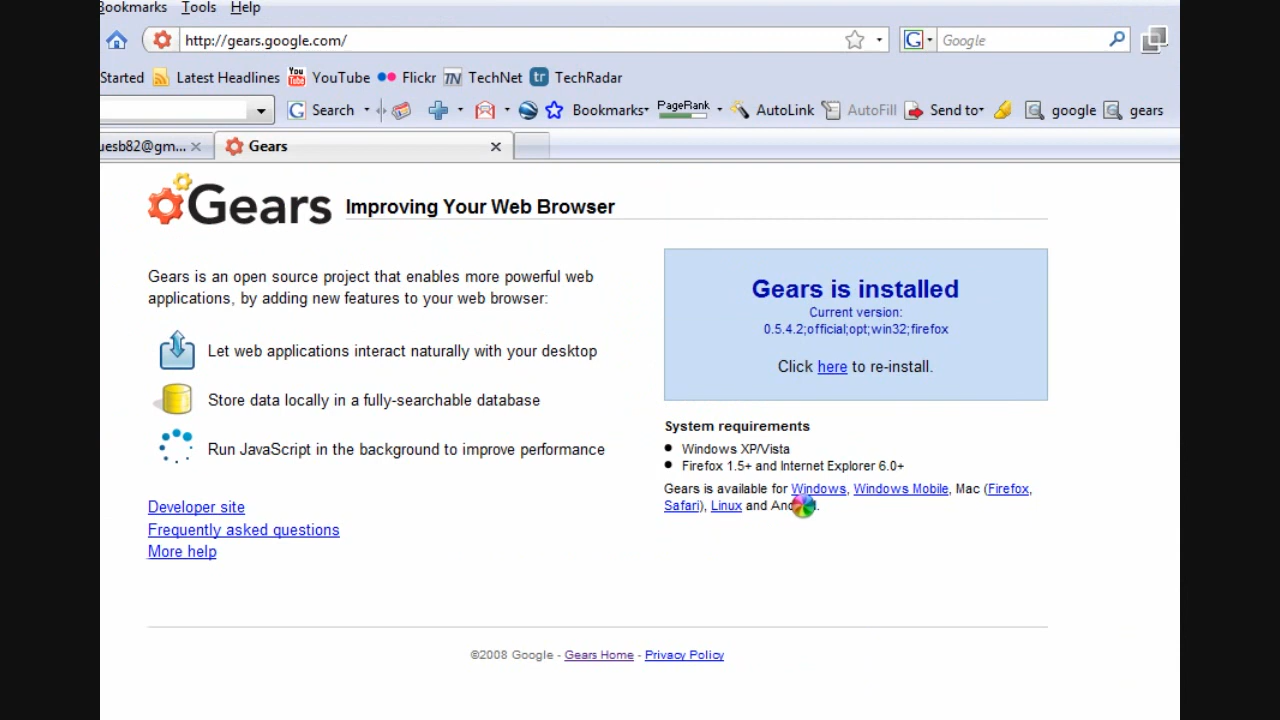 Bookmarks Tools Help
http://gears.google.com/ G Google
Started Latest Headlines You Tube YouTube Flickr TN TechNet tr TechRadar
G Search Bookmarks PageRank AutoLink AutoFill Send to google gears
uesb82@gm... Gears
Gears Improving Your Web Browser
Gears is an open source project that enables more powerful web
applications, by adding new features to your web browser:
Let web applications interact naturally with your desktop
Store data locally in a fully-searchable database
Run JavaScript in the background to improve performance
Developer site
Frequently asked questions
More help
Gears is installed
Current version:
0.5.4.2;official;opt;win32;firefox
Click here to re-install.
System requirements
Windows XP/Vista
Firefox 1.5+ and Internet Explorer 6.0+
Gears is available for Windows, Windows Mobile, Mac (Firefox,
Safari), Linux and
©2008 Google - Gears Home - Privacy Policy